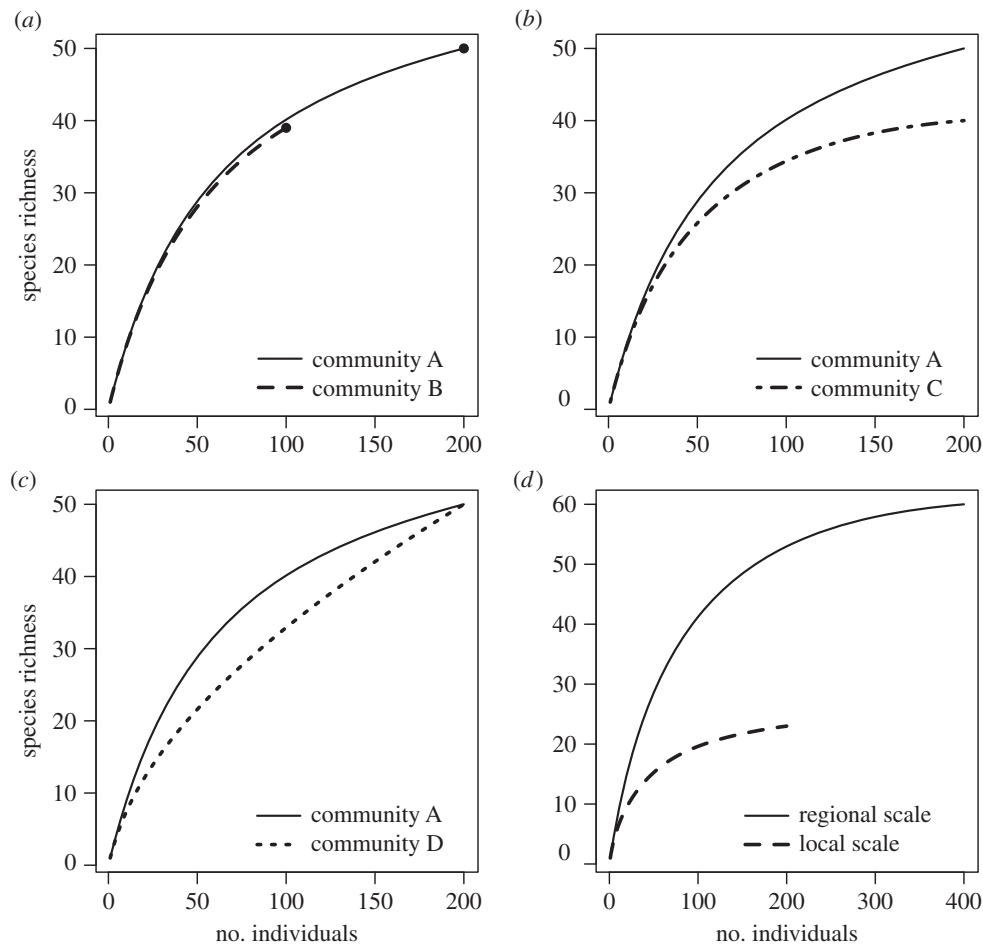 (a)
50
40
30
20
10
0
species richness
community A
community B
0 50 100 150 200
(b)
50
40
30
20
10
0
community A
community C
0 50 100 150 200
(c)
50
40
30
20
10
0
species richness
community A
community D
0 50 100 150 200
no. individuals
(d)
60
50
40
30
20
10
0
regional scale
local scale
0 100 200 300 400
no. individuals